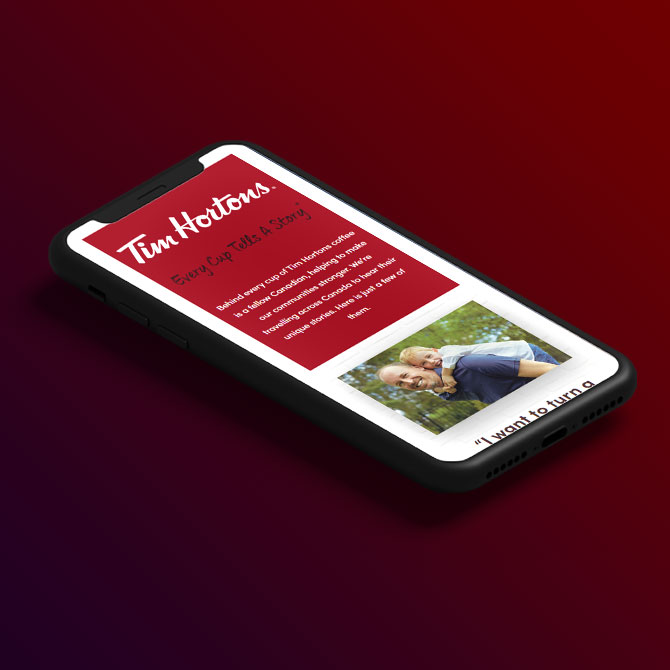 Tim Hortons.
Every Cup Tells A Story
Behind every cup of Tim Hortons coffee
is a fellow Canadian, helping to make
our communities stronger. We're
travelling across Canada to hear their
unique stories. Here is just a few of
them.
"I want to turn a